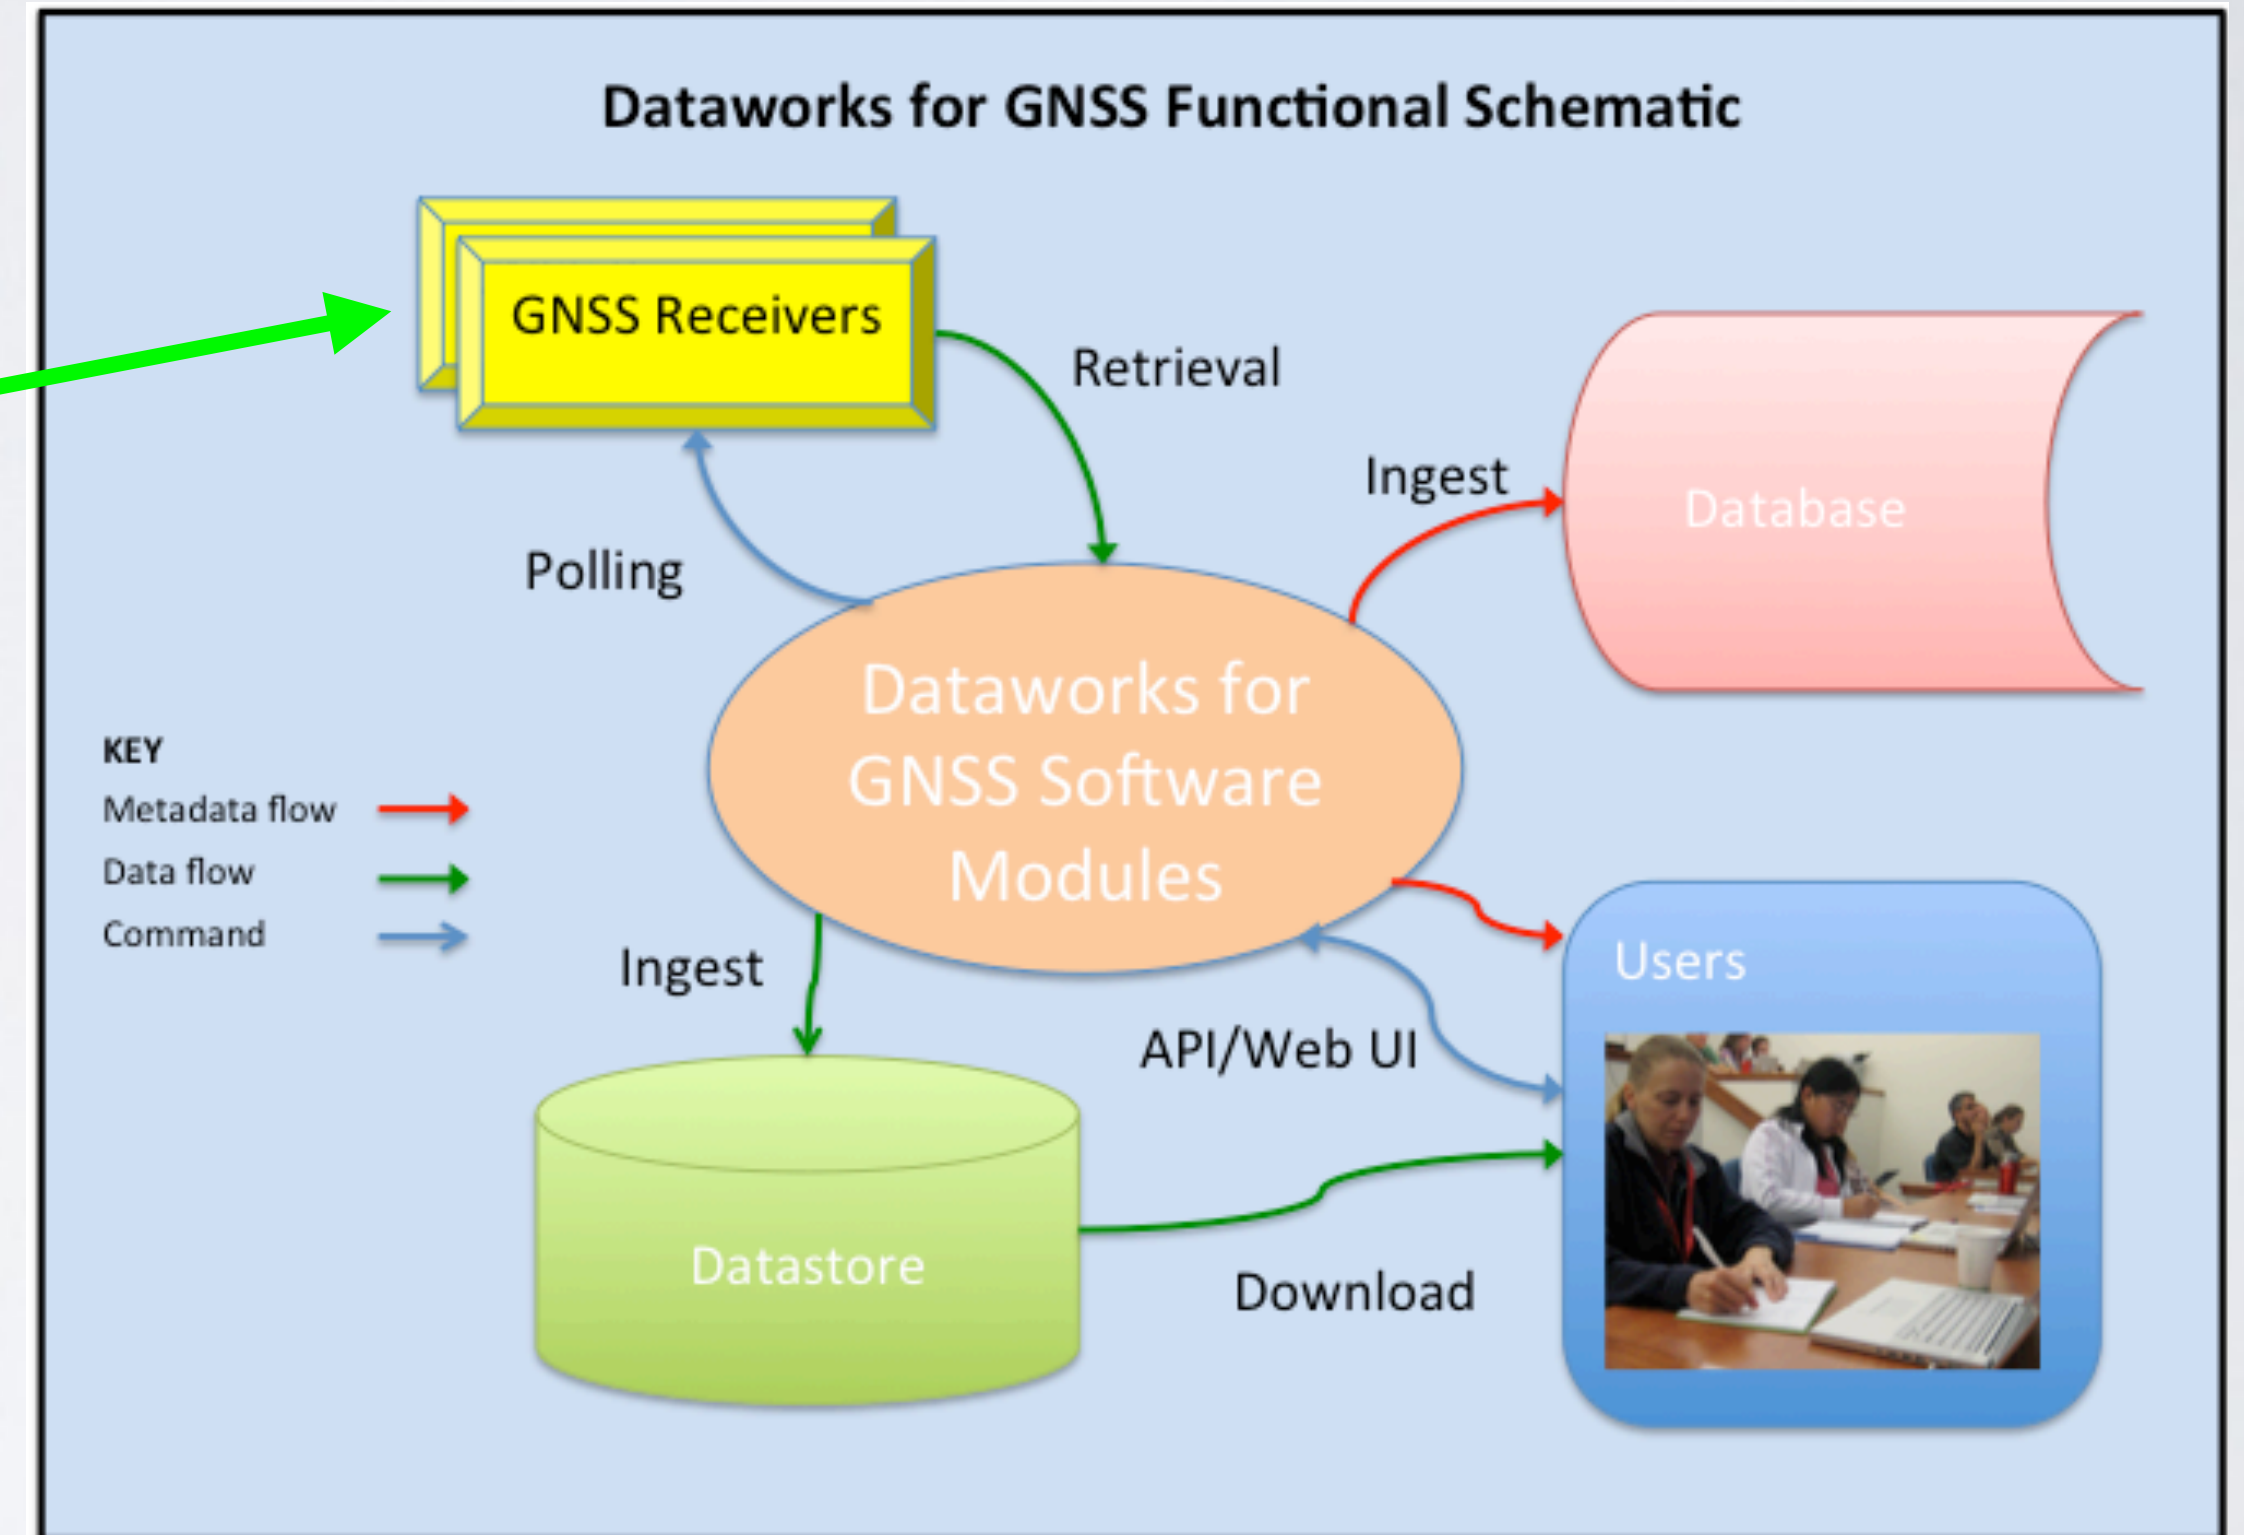 Dataworks for GNSS Functional Schematic
GNSS Receivers
Retrieval
Ingest
Database
Polling
Dataworks for
GNSS Software
Modules
KEY
Metadata flow
Data flow
Command
Ingest
Users
API/Web UI
Datastore
Download